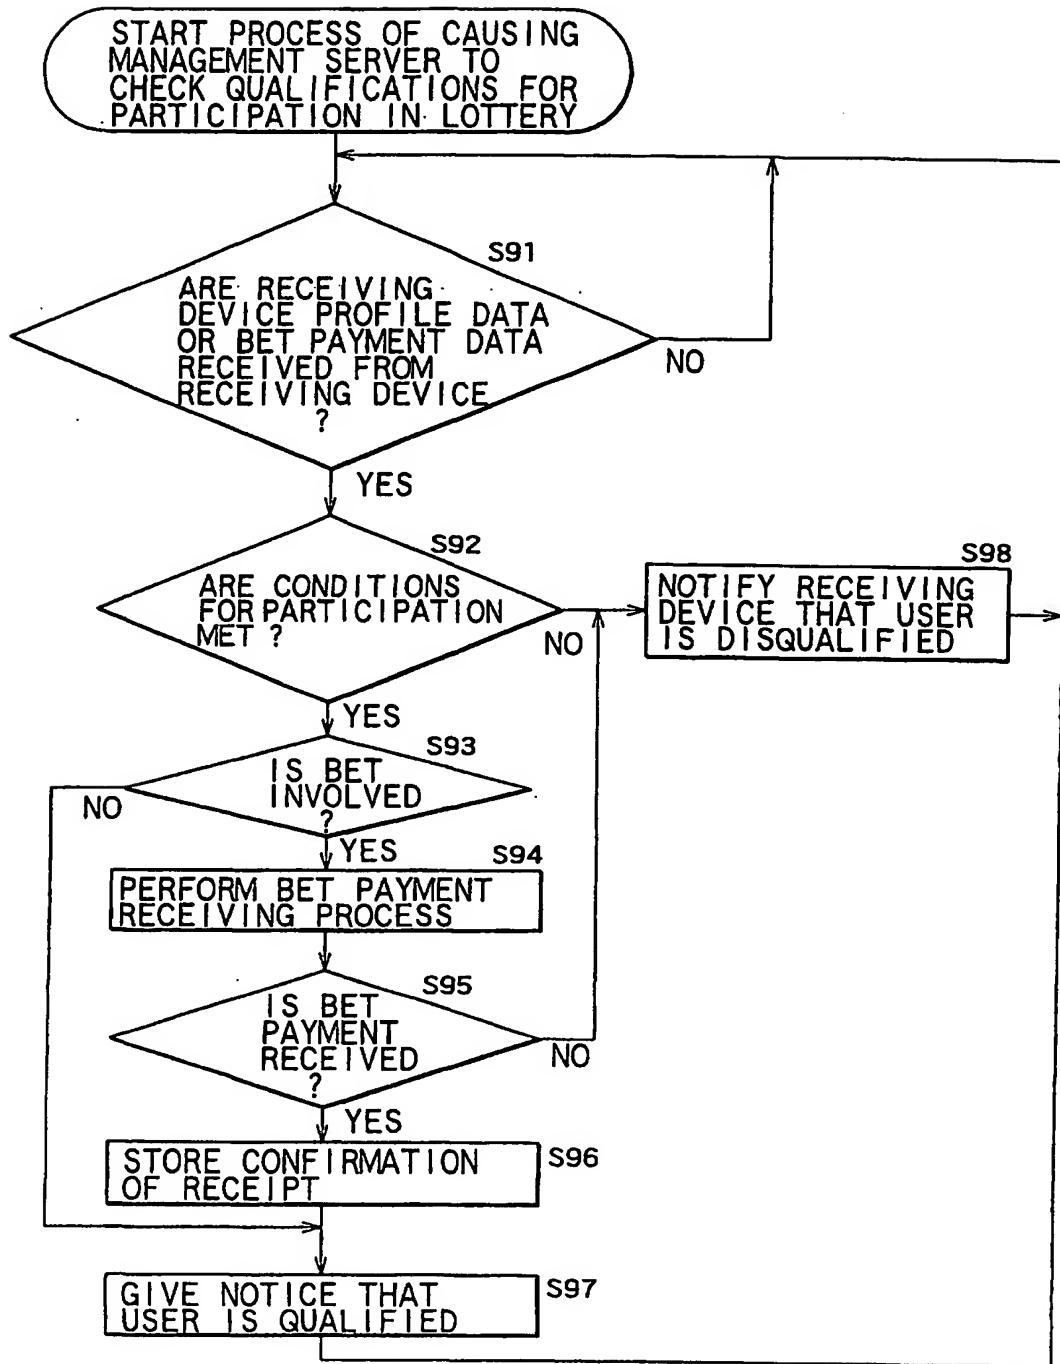 START PROCESS OF CAUSING
MANAGEMENT SERVER TO
CHECK QUALIFICATIONS FOR
PARTICIPATION IN LOTTERY
S91
ARE RECEIVING
DEVICE PROFILE DATA
OR BET PAYMENT DATA
RECEIVED FROM
RECEIVING DEVICE
?
NO
YES
S92
ARE CONDITIONS
FOR PARTICIPATION
MET ?
NO
S98
NOTIFY RECEIVING
DEVICE THAT USER
IS DISQUALIFIED
YES
S93
IS BET
INVOLVED
?
NO
YES
S94
PERFORM BET PAYMENT
RECEIVING PROCESS
S95
IS BET
PAYMENT
RECEIVED
?
NO
YES
STORE CONFIRMATION
OF RECEIPT
S96
GIVE NOTICE THAT
USER IS QUALIFIED
S97